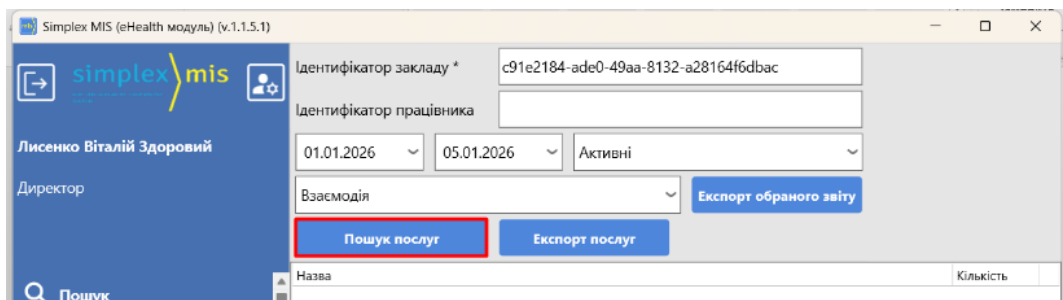 Simplex MIS (eHealth модуль) (v.1.1.5.1)
simplex mis
Лисенко Віталій Здоровий
Директор
Пошук
Ідентифікатор закладу *
c91e2184-ade0-49aa-8132-a28164f6dbac
Ідентифікатор працівника
01.01.2026
05.01.2026
Активні
Взаємодія
Експорт обраного звіту
Пошук послуг
Експорт послуг
Назва
Кількість